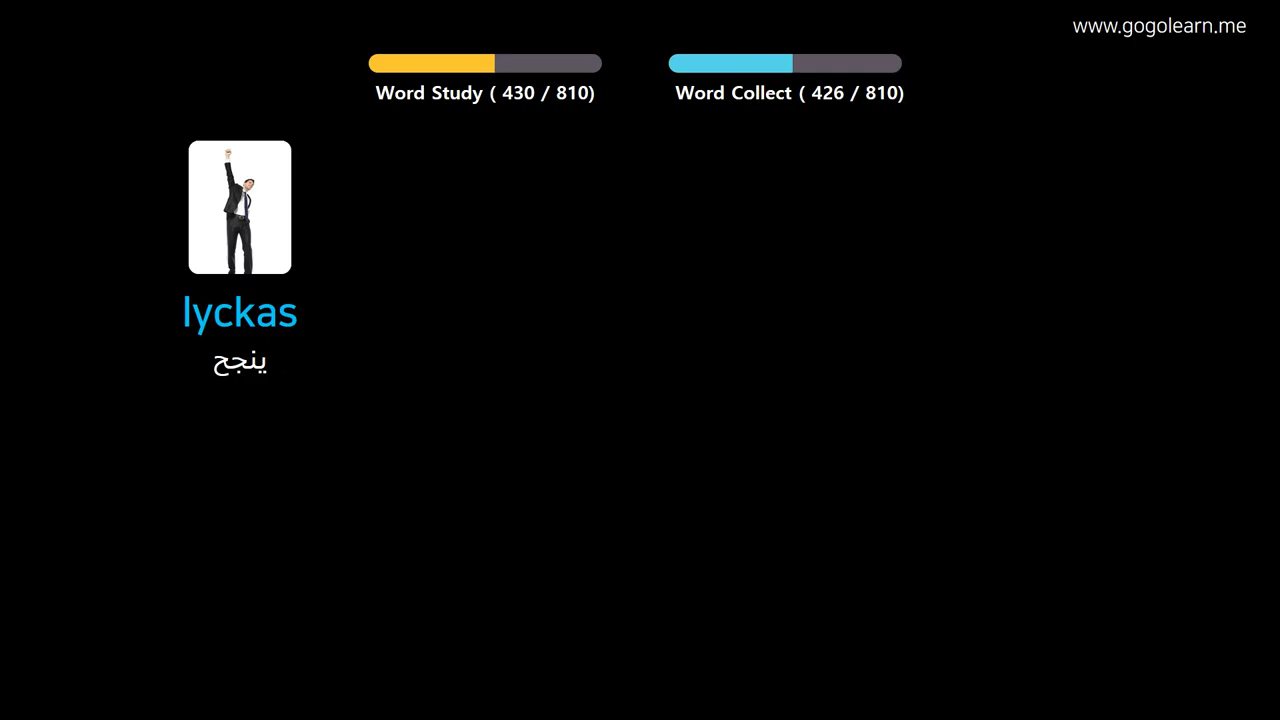 www.gogolearn.me
Word Study ( 430 / 810)
Word Collect ( 426 / 810)
lyckas
ينجح